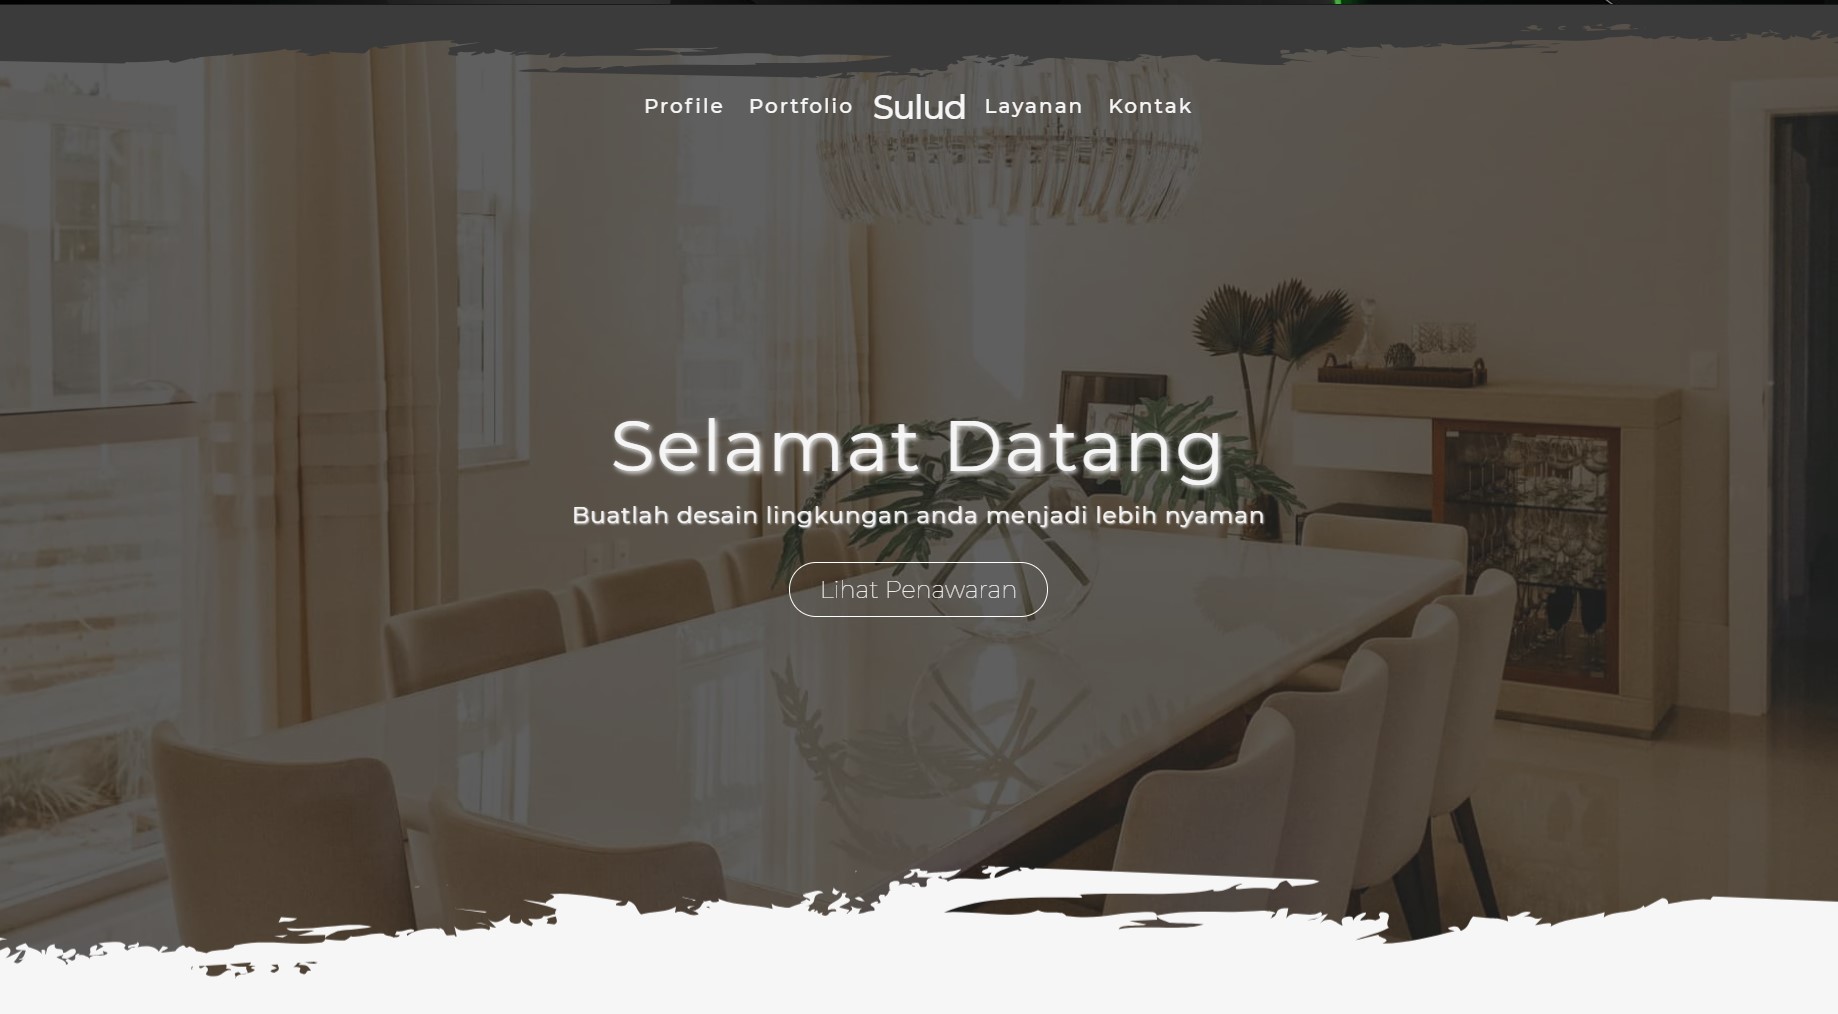 Profile Portfolio Sulud Layanan Kontak
Selamat Datang
Buatlah desain lingkungan anda menjadi lebih nyaman
Lihat Penawaran